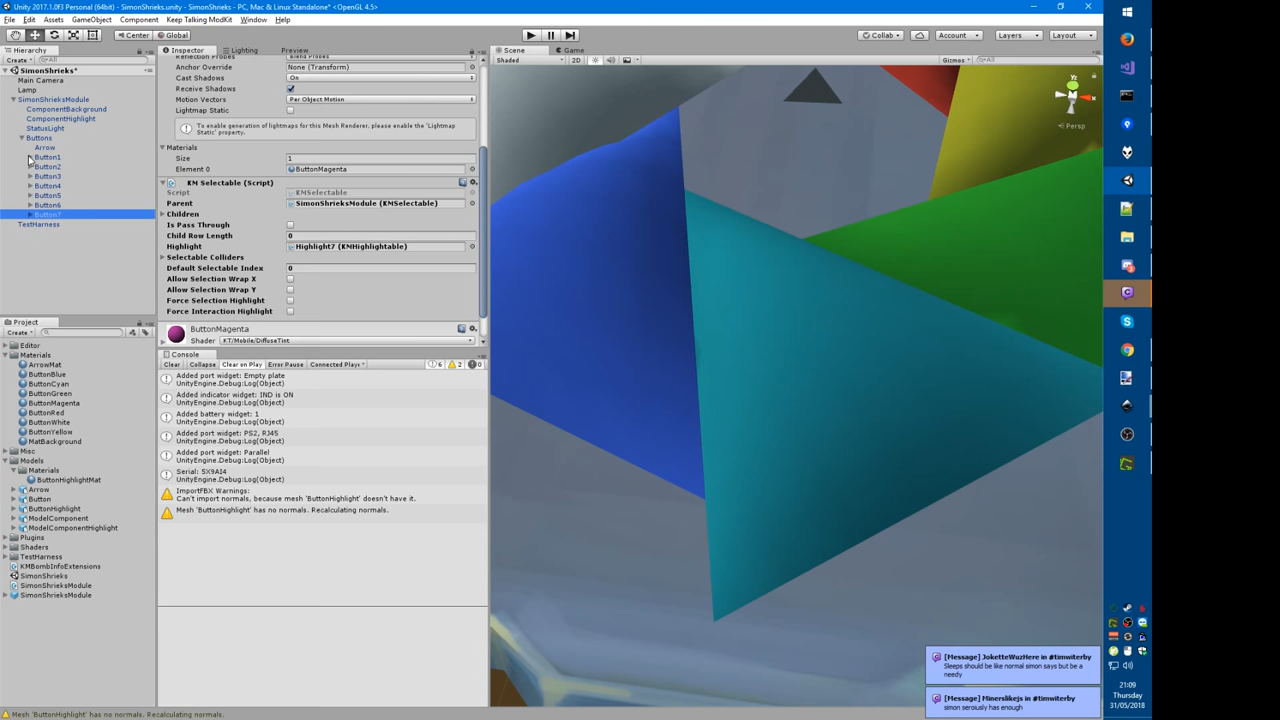 Unity 2017.1.0f3 Personal (64bit) - SimonShrieks.unity - SimonShrieks - PC, Mac & Linux Standalone* <OpenGL 4.5>
File Edit Assets GameObject Component Keep Talking ModKit Window Help
Center Global Collab Account Layers Layout
Hierarchy
Create All
SimonShrieks*
Main Camera
Lamp
SimonShrieksModule
ComponentBackground
ComponentHighlight
StatusLight
Buttons
Arrow
Button1
Button2
Button3
Button4
Button5
Button6
Button7
TestHarness
Project
Create
Editor
Materials
ArrowMat
ButtonBlue
ButtonCyan
ButtonGreen
ButtonMagenta
ButtonRed
ButtonWhite
ButtonYellow
MatBackground
Misc
Models
Materials
ButtonHighlightMat
Arrow
Button
ButtonHighlight
ModelComponent
ModelComponentHighlight
Plugins
Shaders
TestHarness
KMBombInfoExtensions
SimonShrieks
SimonShrieksModule
SimonShrieksModule
Inspector Lighting Preview
Reflection Probes Blend Probes
Anchor Override None (Transform)
Cast Shadows On
Receive Shadows
Motion Vectors Per Object Motion
Lightmap Static
To enable generation of lightmaps for this Mesh Renderer, please enable the 'Lightmap
Static' property.
Materials
Size 1
Element 0 ButtonMagenta
KM Selectable (Script)
Script KMSelectable
Parent SimonShrieksModule (KMSelectable)
Children
Is Pass Through
Child Row Length 0
Highlight Highlight7 (KMHighlightable)
Selectable Colliders
Default Selectable Index 0
Allow Selection Wrap X
Allow Selection Wrap Y
Force Selection Highlight
Force Interaction Highlight
ButtonMagenta
Shader KT/Mobile/DiffuseTint
Console
Clear Collapse Clear on Play Error Pause Connected Player 6 2 0
Added port widget: Empty plate
UnityEngine.Debug:Log(Object)
Added indicator widget: IND is ON
UnityEngine.Debug:Log(Object)
Added battery widget: 1
UnityEngine.Debug:Log(Object)
Added port widget: PS2, RJ45
UnityEngine.Debug:Log(Object)
Added port widget: Parallel
UnityEngine.Debug:Log(Object)
Serial: 5X9AI4
UnityEngine.Debug:Log(Object)
ImportFBX Warnings:
Can't import normals, because mesh 'ButtonHighlight' doesn't have it.
Mesh 'ButtonHighlight' has no normals. Recalculating normals.
Scene Game
Shaded 2D Gizmos All
y
z
x
Persp
[Message] JoketteWuzHere in #timwiterby
Sleeps should be like normal simon says but be a
needy
[Message] Minerslikejs in #timwiterby
simon seroiusly has enough
21:09
Thursday
31/05/2018
Mesh 'ButtonHighlight' has no normals. Recalculating normals.